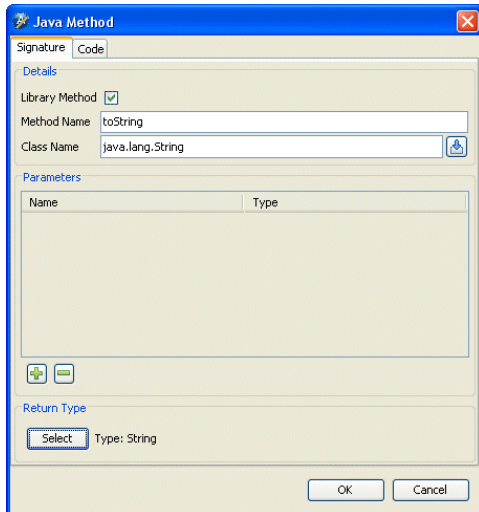 Java Method
Signature Code
Details
Library Method
Method Name toString
Class Name java.lang.String
Parameters
Name Type
Return Type
Select Type: String
OK Cancel